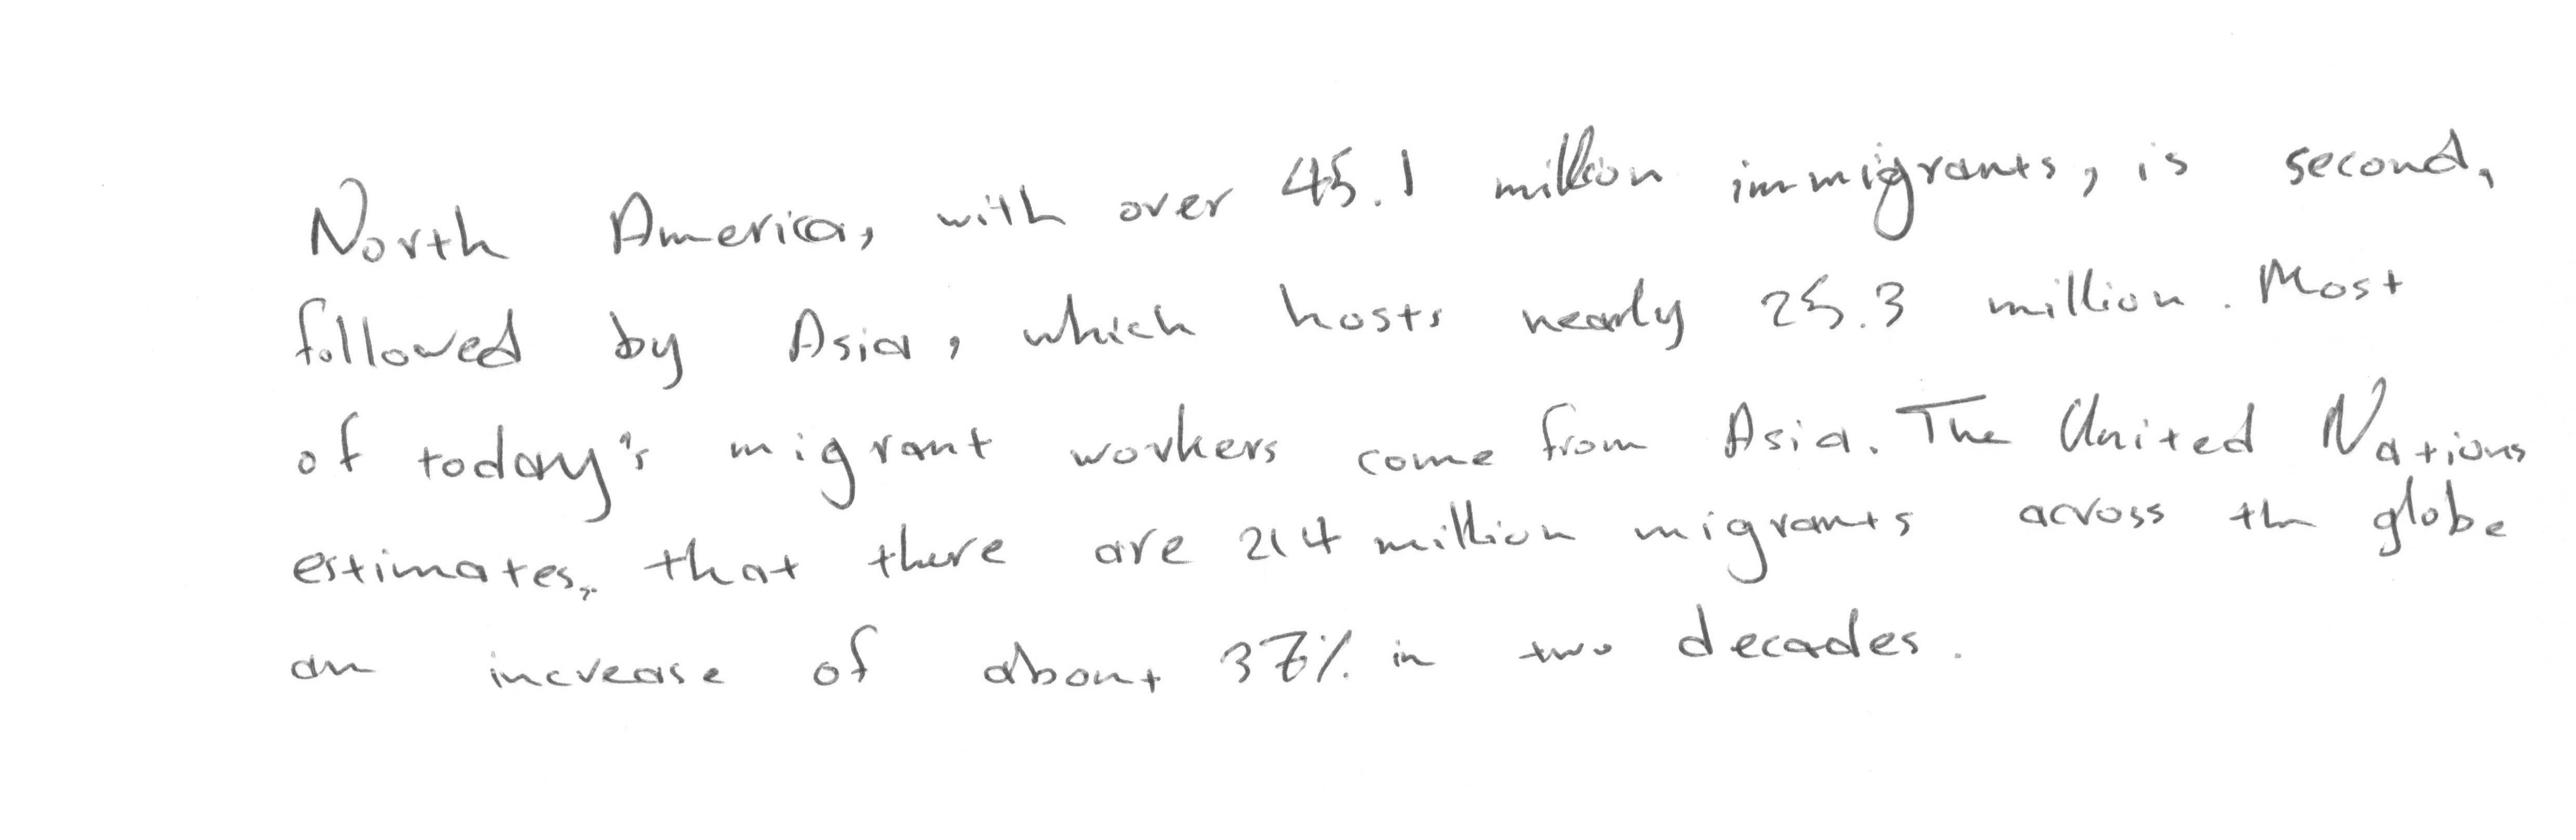 North America, with over 45.1 million immigrants, is second,
followed by Asia, which hosts nearly 25.3 million. Most
of today's migrant workers come from Asia. The United Nations
estimates, that there are 214 million migrants across the globe
an increase of about 37% in two decades.